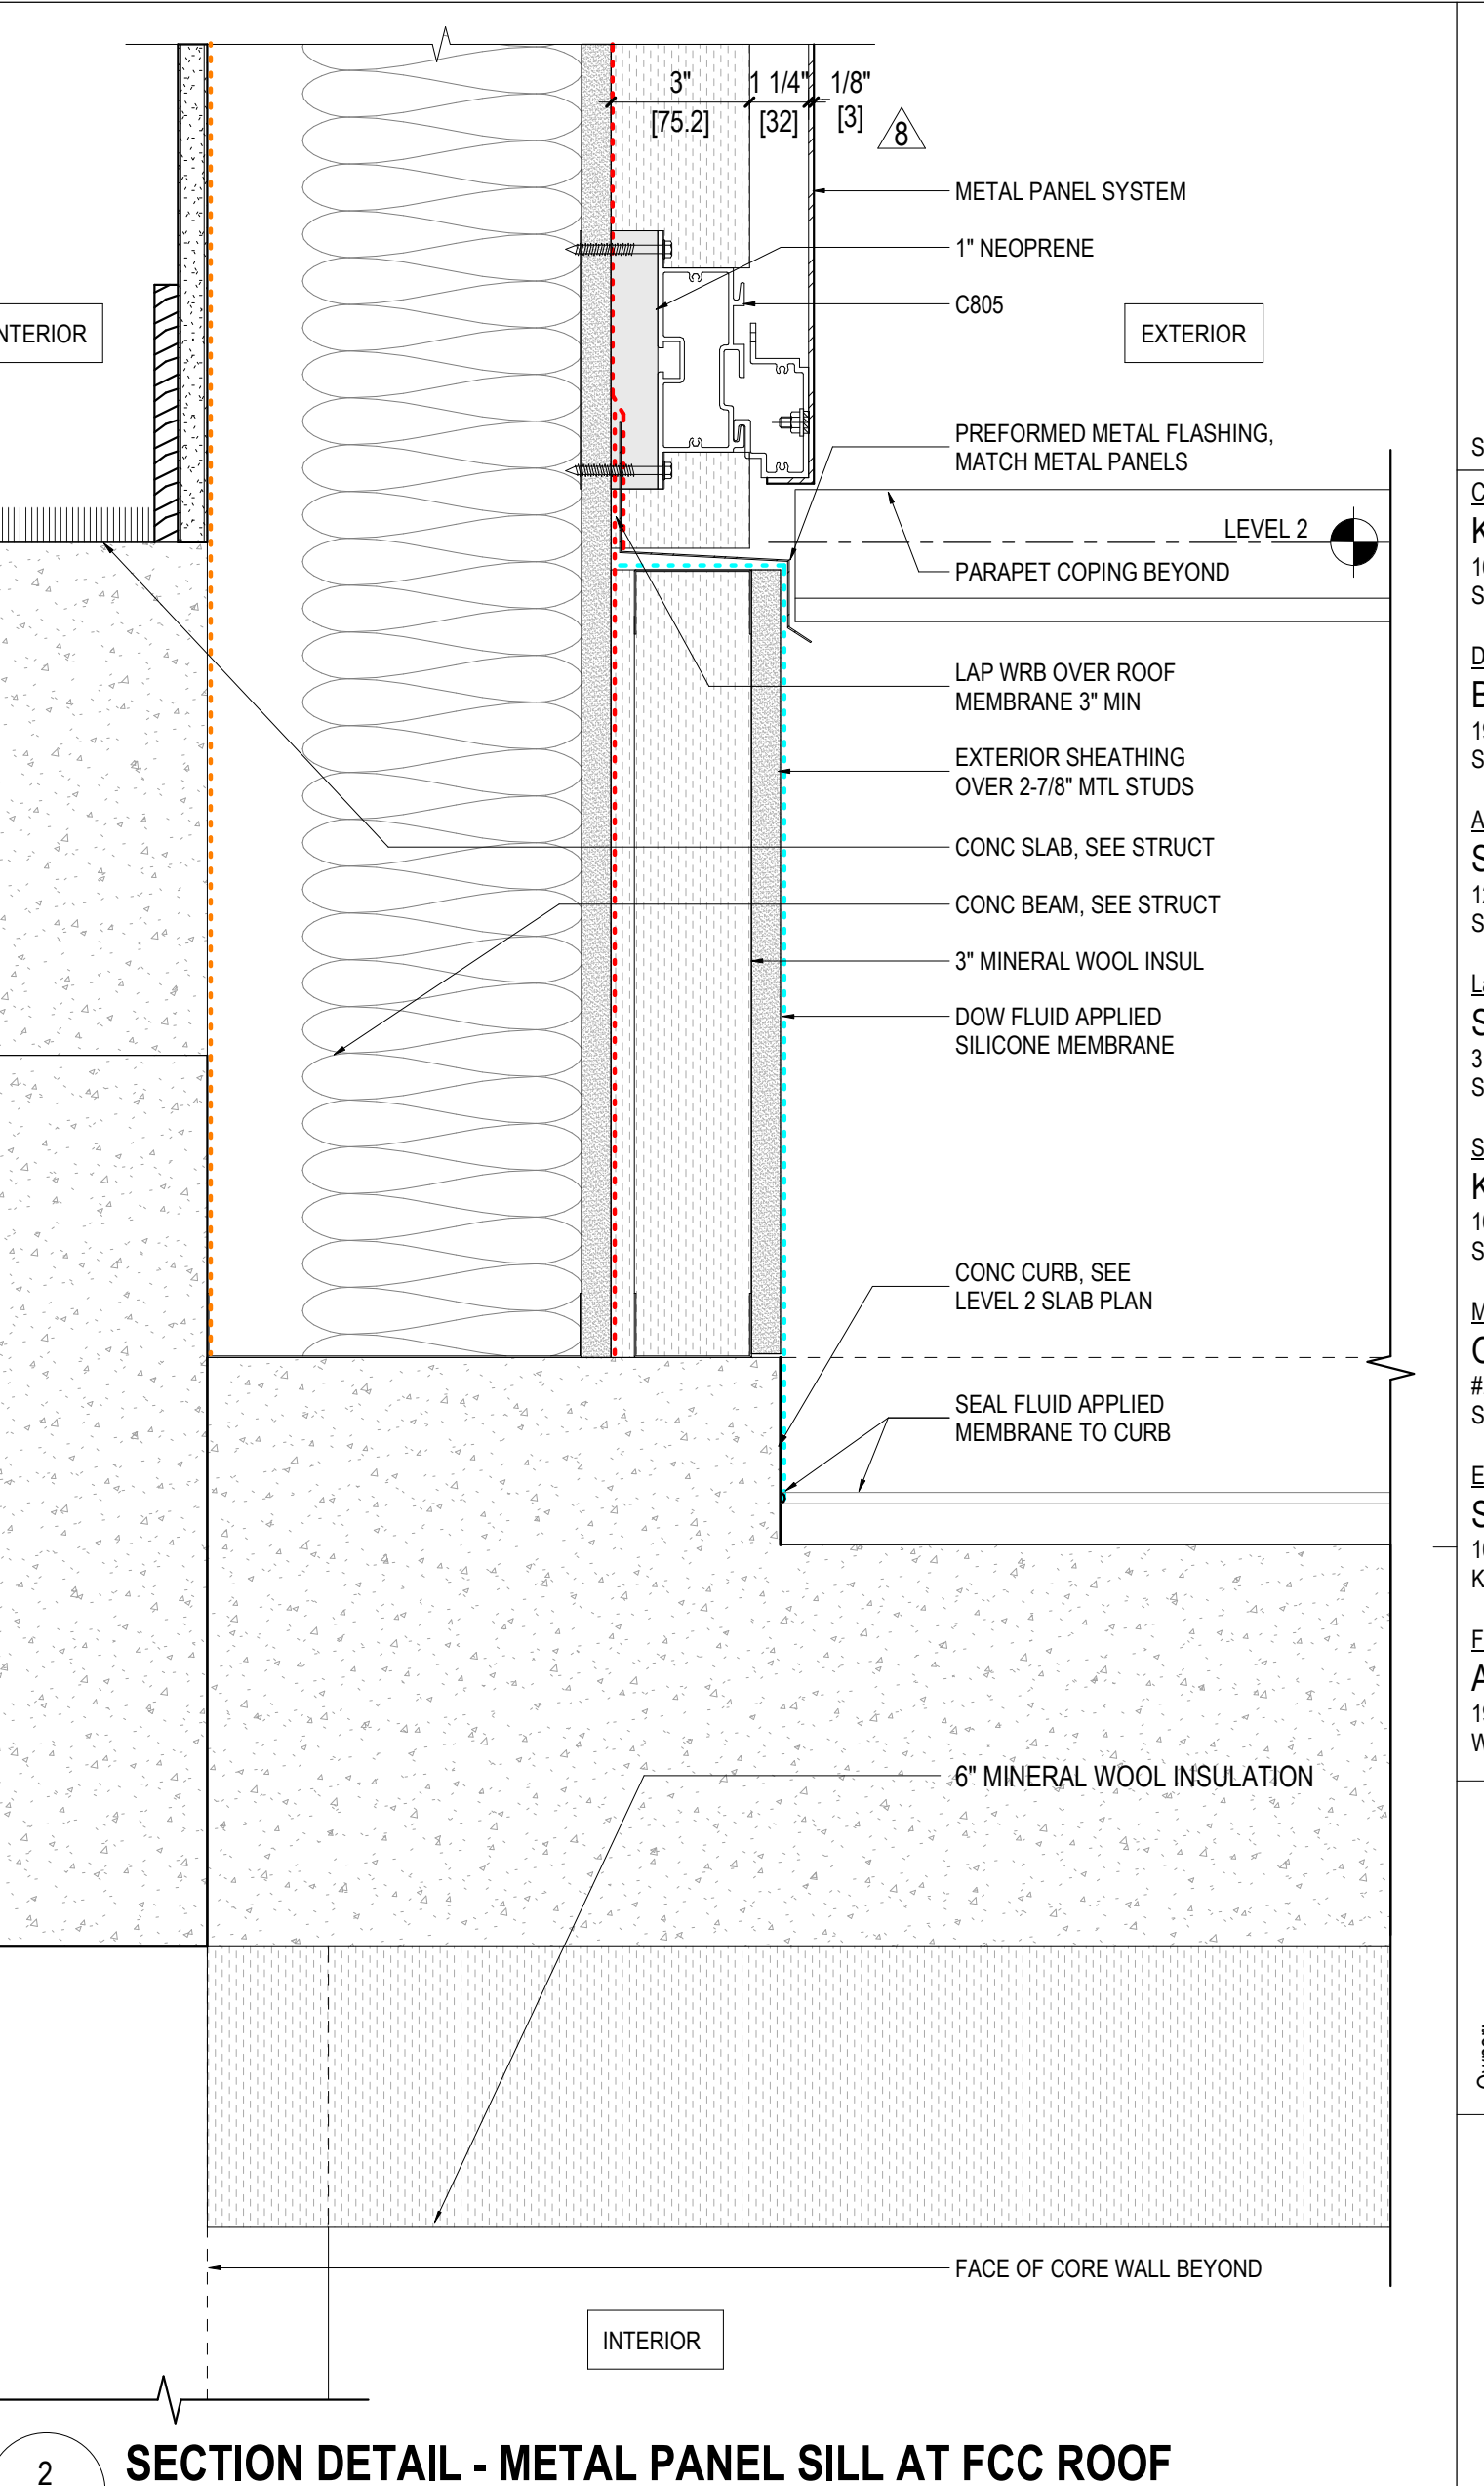 3" 1 1/4" 1/8"
[75.2] [32] [3]
8
METAL PANEL SYSTEM
1" NEOPRENE
C805
NTERIOR
EXTERIOR
PREFORMED METAL FLASHING,
MATCH METAL PANELS
LEVEL 2
PARAPET COPING BEYOND
LAP WRB OVER ROOF
MEMBRANE 3" MIN
EXTERIOR SHEATHING
OVER 2-7/8" MTL STUDS
CONC SLAB, SEE STRUCT
CONC BEAM, SEE STRUCT
3" MINERAL WOOL INSUL
DOW FLUID APPLIED
SILICONE MEMBRANE
CONC CURB, SEE
LEVEL 2 SLAB PLAN
SEAL FLUID APPLIED
MEMBRANE TO CURB
6" MINERAL WOOL INSULATION
FACE OF CORE WALL BEYOND
INTERIOR
2
SECTION DETAIL - METAL PANEL SILL AT FCC ROOF